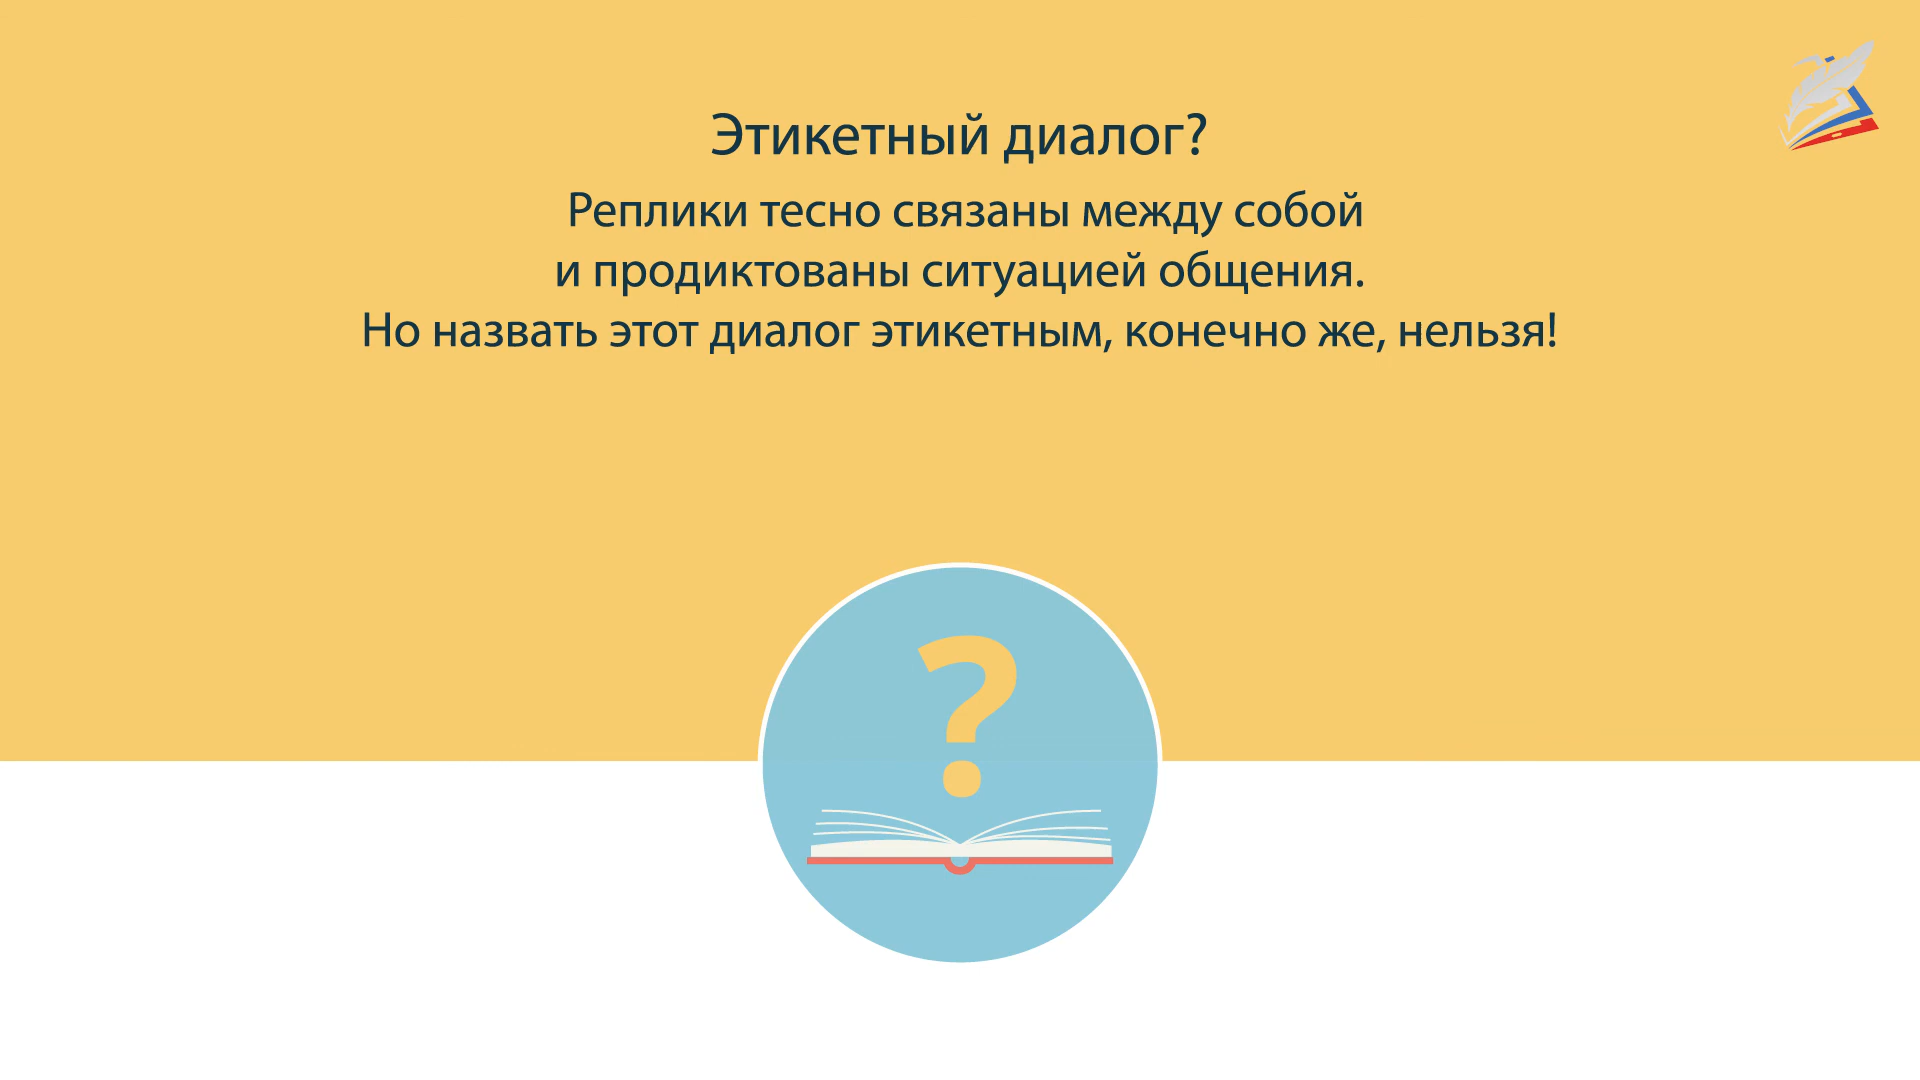 Этикетный диалог?
Реплики тесно связаны между собой
и продиктованы ситуацией общения.
Но назвать этот диалог этикетным, конечно же, нельзя!
?